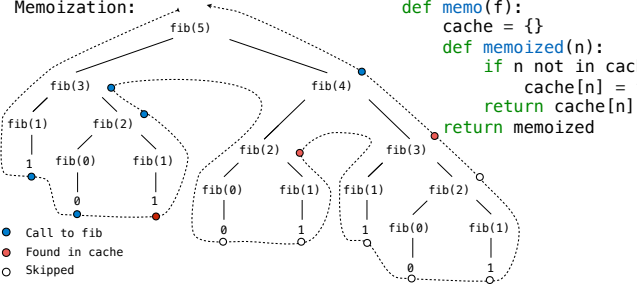 Memoization:
def memo(f):
cache = {}
def memoized(n):
if n not in cac
cache[n] =
return cache[n]
return memoized
fib(5)
fib(3)
fib(4)
fib(1)
fib(2)
fib(2)
fib(3)
1
fib(0)
fib(1)
fib(0)
fib(1)
fib(1)
fib(2)
0
1
0
1
1
fib(0)
fib(1)
0
1
Call to fib
Found in cache
Skipped